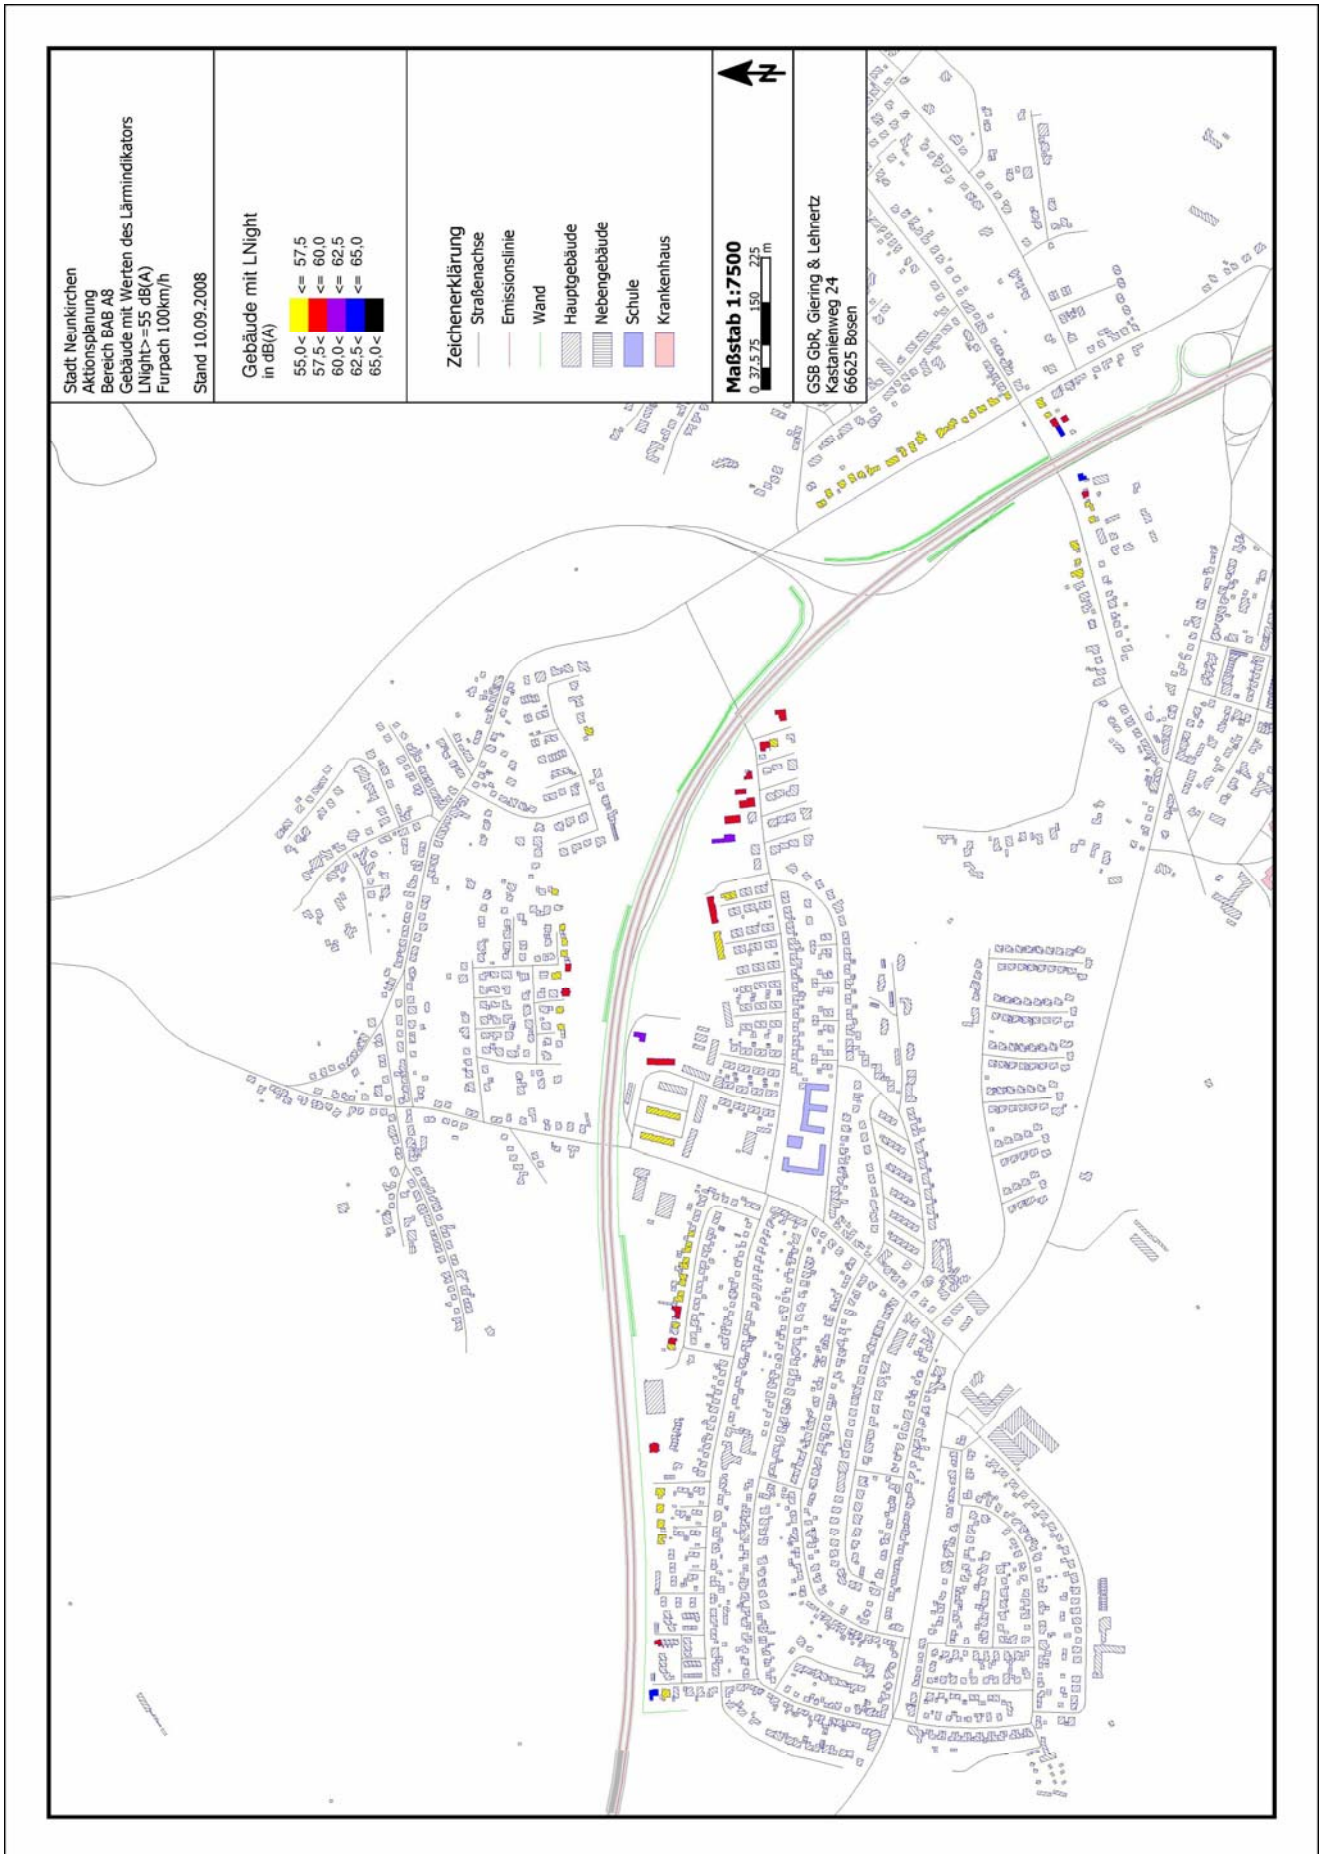 Stadt Neunkirchen
Aktionsplanung
Bereich BAB A8
Gebäude mit Werten des Lärmindikators
LNight>=55 dB(A)
Furpach 100km/h
Stand 10.09.2008
Gebäude mit LNight
in dB(A)
55,0 < <= 57,5
57,5 < <= 60,0
60,0 < <= 62,5
62,5 < <= 65,0
65,0 <
Zeichenerklärung
Straßenachse
Emissionslinie
Wand
Hauptgebäude
Nebengebäude
Schule
Krankenhaus
N
Maßstab 1:7500
0 37,5 75 150 225
m
GSB GbR, Giering & Lehnertz
Kastanienweg 24
66625 Bosen